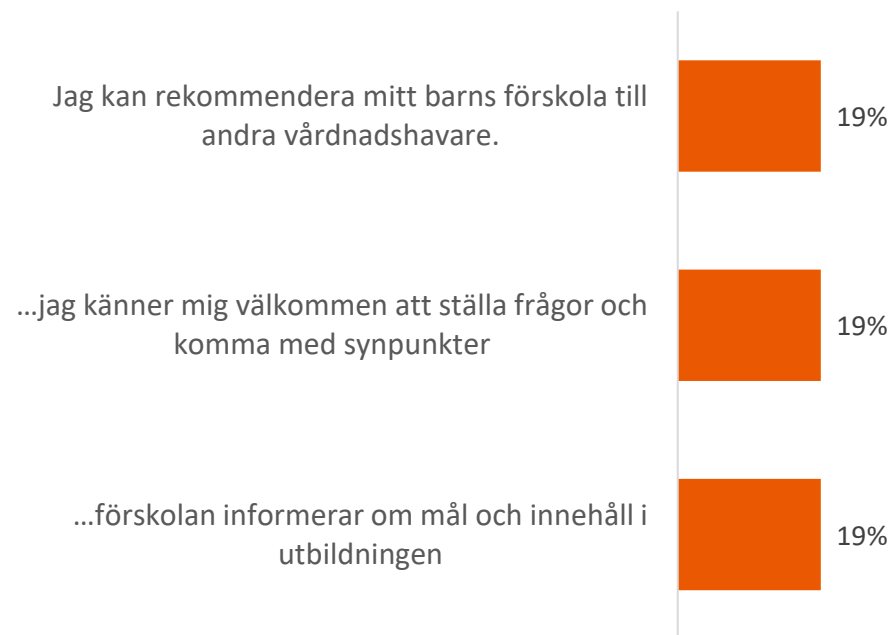 Jag kan rekommendera mitt barns förskola till
andra vårdnadshavare.
19%
...jag känner mig välkommen att ställa frågor och
komma med synpunkter
19%
...förskolan informerar om mål och innehåll i
utbildningen
19%